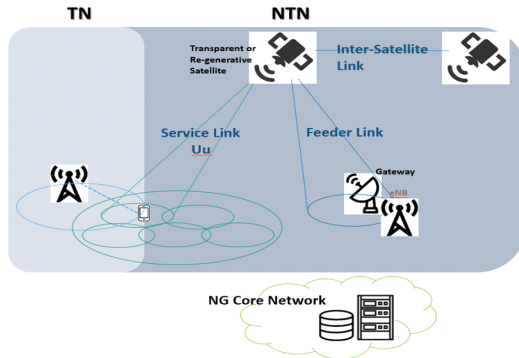 TN
NTN
Transparent or
Re-generative
Satellite
Inter-Satellite
Link
Service Link
Uu
Feeder Link
Gateway
gNB
NG Core Network